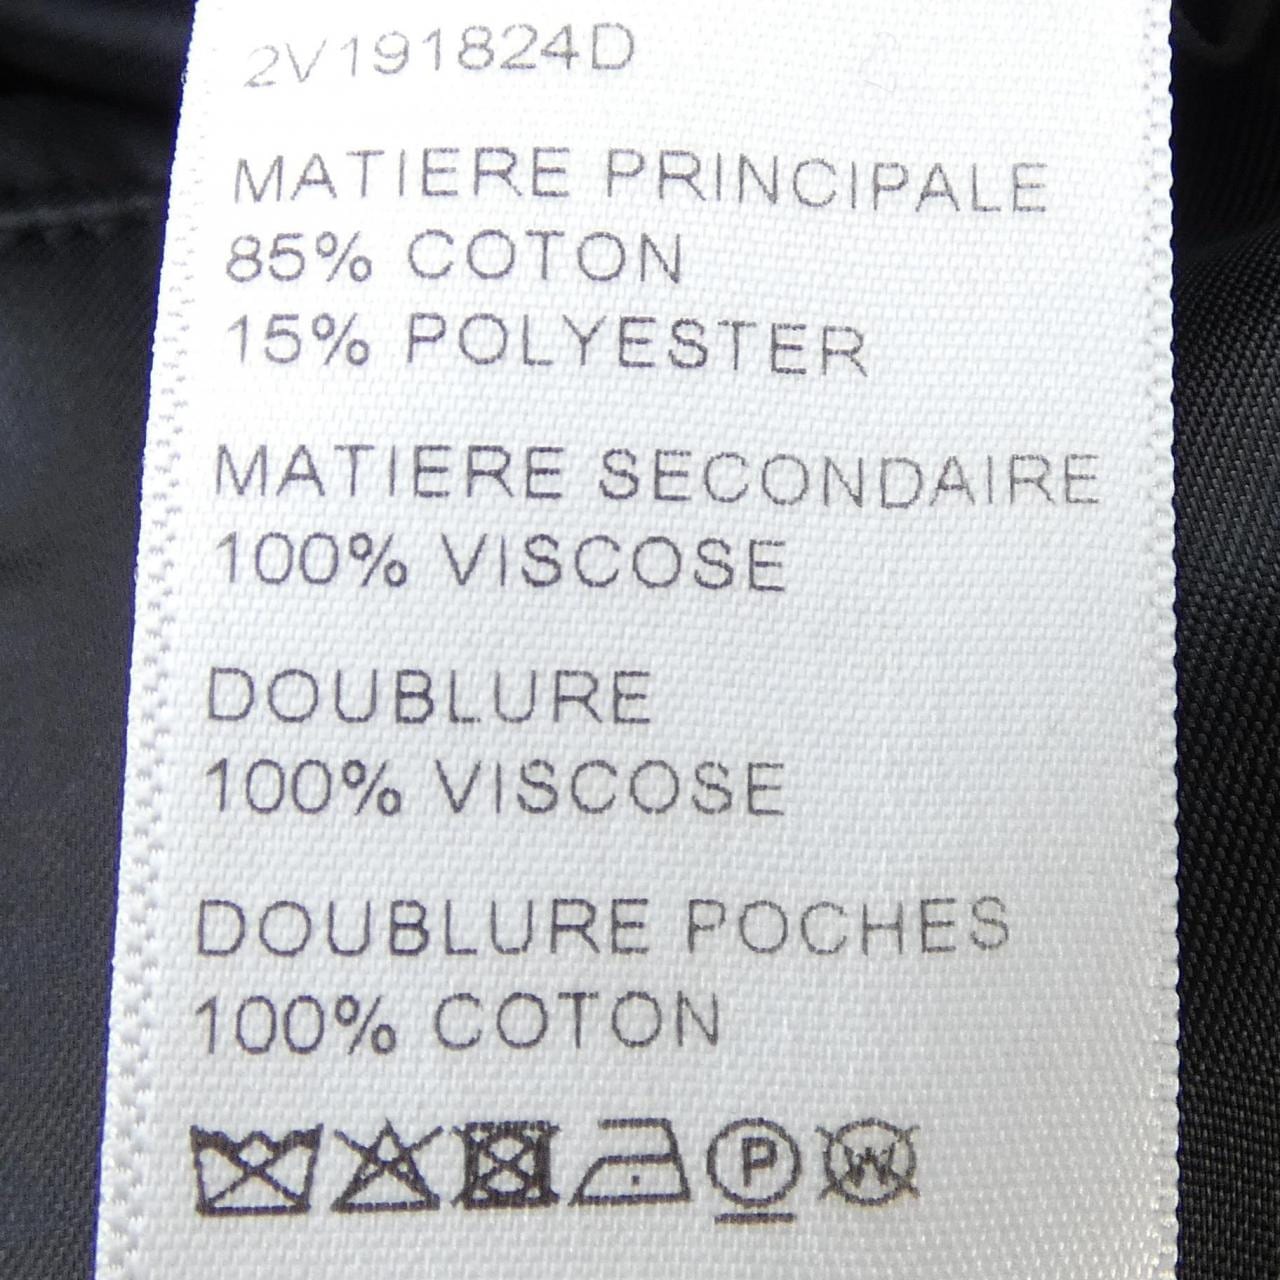 2V191824D
MATIERE PRINCIPALE
85% COTON
15% POLYESTER
MATIERE SECONDAIRE
100% VISCOSE
DOUBLURE
100% VISCOSE
DOUBLURE POCHES
100% COTON
P W